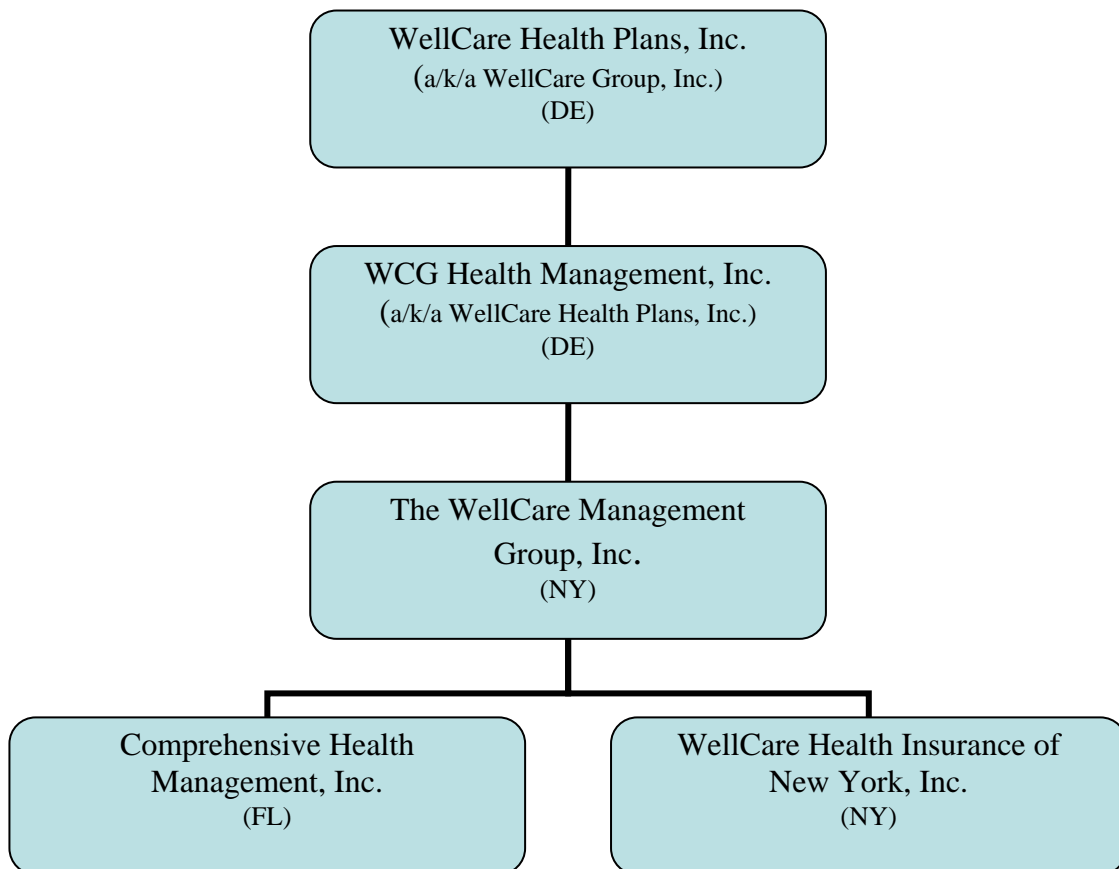 WellCare Health Plans, Inc.
(a/k/a WellCare Group, Inc.)
(DE)
WCG Health Management, Inc.
(a/k/a WellCare Health Plans, Inc.)
(DE)
The WellCare Management
Group, Inc.
(NY)
Comprehensive Health
Management, Inc.
(FL)
WellCare Health Insurance of
New York, Inc.
(NY)